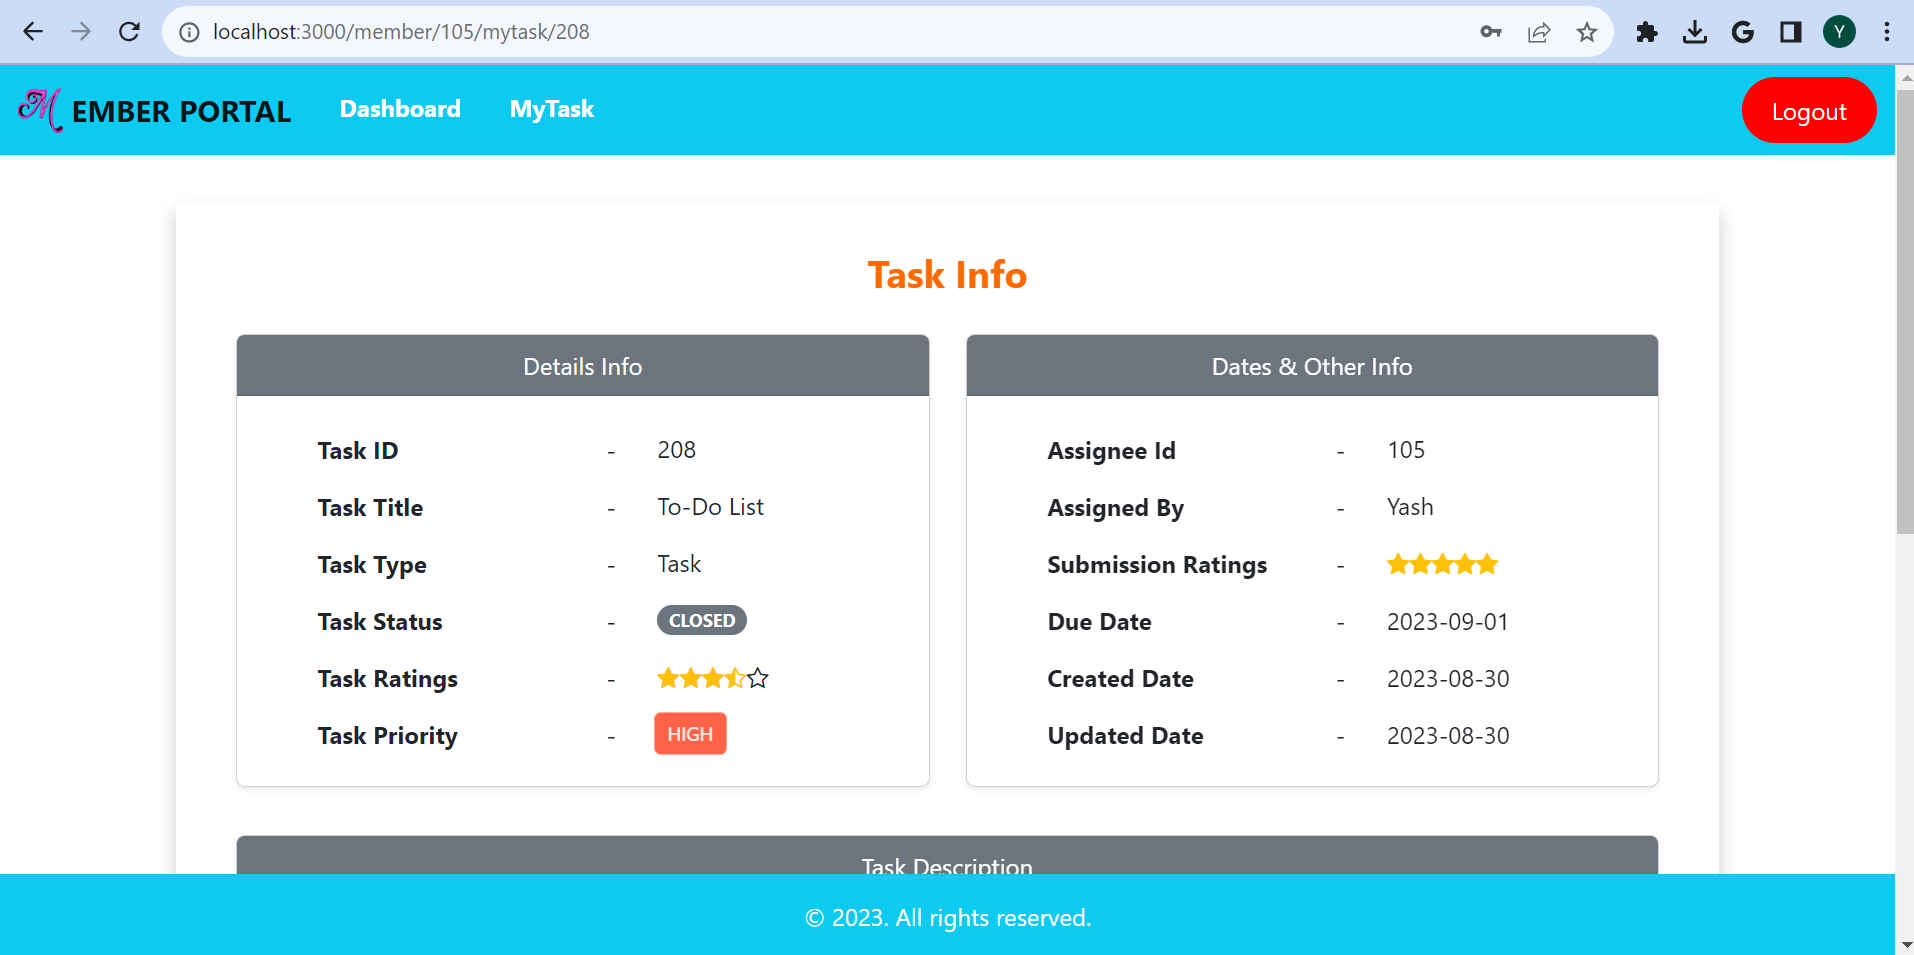 localhost:3000/member/105/mytask/208
Y
M EMBER PORTAL Dashboard MyTask Logout
Task Info
Details Info
Task ID - 208
Task Title - To-Do List
Task Type - Task
Task Status - CLOSED
Task Ratings -
Task Priority - HIGH
Dates & Other Info
Assignee Id - 105
Assigned By - Yash
Submission Ratings -
Due Date - 2023-09-01
Created Date - 2023-08-30
Updated Date - 2023-08-30
Task Description
© 2023. All rights reserved.